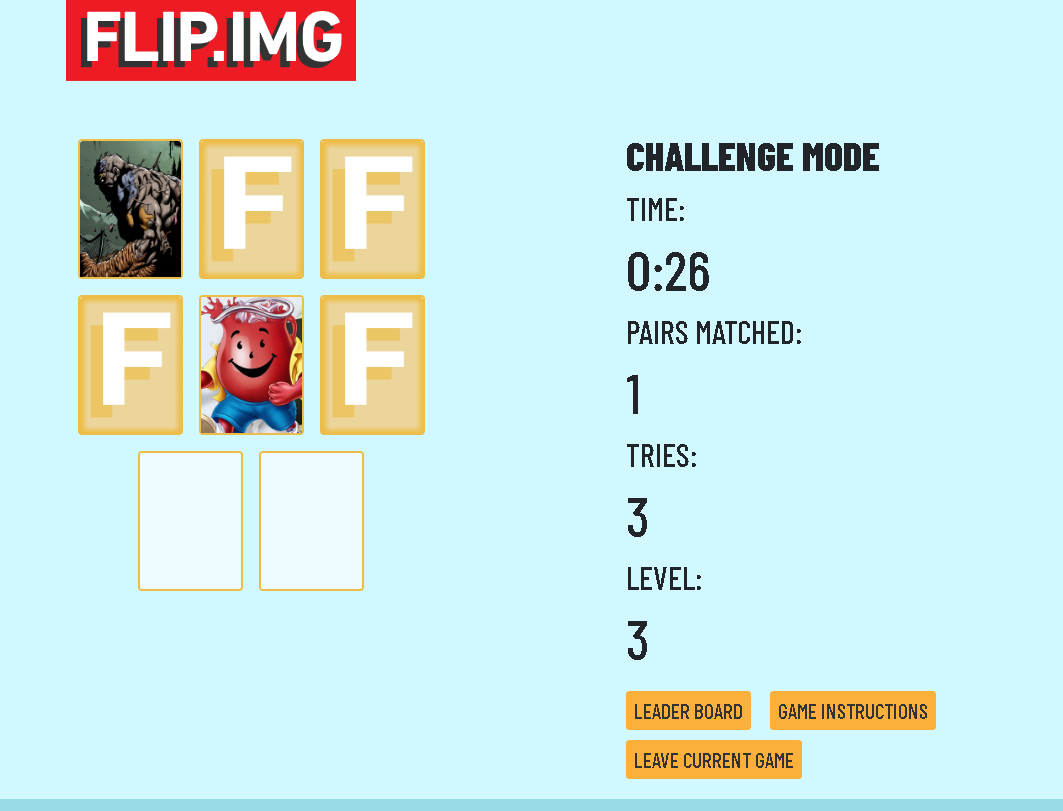 FLIP.IMG
F F
F F
CHALLENGE MODE
TIME:
0:26
PAIRS MATCHED:
1
TRIES:
3
LEVEL:
3
LEADER BOARD GAME INSTRUCTIONS
LEAVE CURRENT GAME